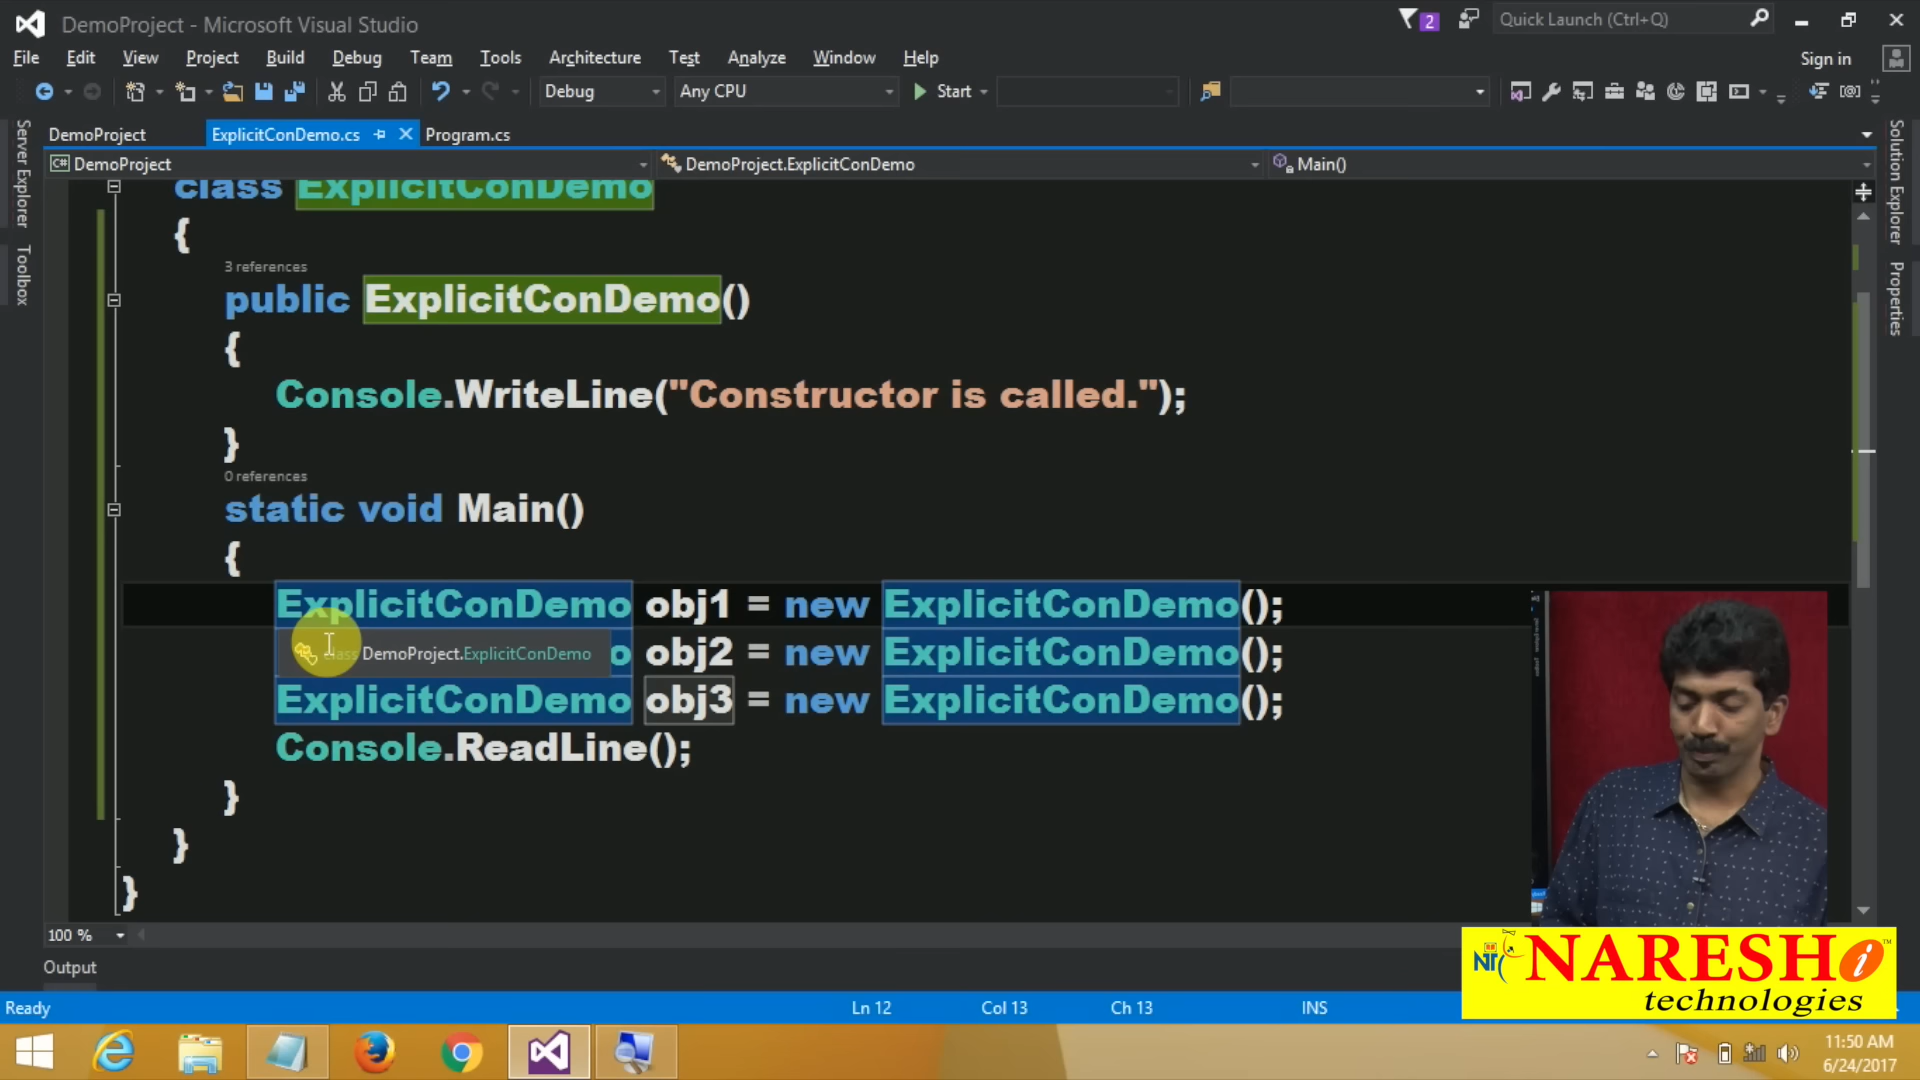 DemoProject - Microsoft Visual Studio
2
Quick Launch (Ctrl+Q)
File Edit View Project Build Debug Team Tools Architecture Test Analyze Window Help
Sign in
Debug Any CPU Start
DemoProject ExplicitConDemo.cs Program.cs
C# DemoProject DemoProject.ExplicitConDemo Main()
Server Explorer
Toolbox
Solution Explorer
Properties
class ExplicitConDemo
{
3 references
public ExplicitConDemo()
{
Console.WriteLine("Constructor is called.");
}
0 references
static void Main()
{
ExplicitConDemo obj1 = new ExplicitConDemo();
class DemoProject.ExplicitConDemo o obj2 = new ExplicitConDemo();
ExplicitConDemo obj3 = new ExplicitConDemo();
Console.ReadLine();
}
}
}
100 %
Output
Ready Ln 12 Col 13 Ch 13 INS
NARESH i
technologies
11:50 AM
6/24/2017